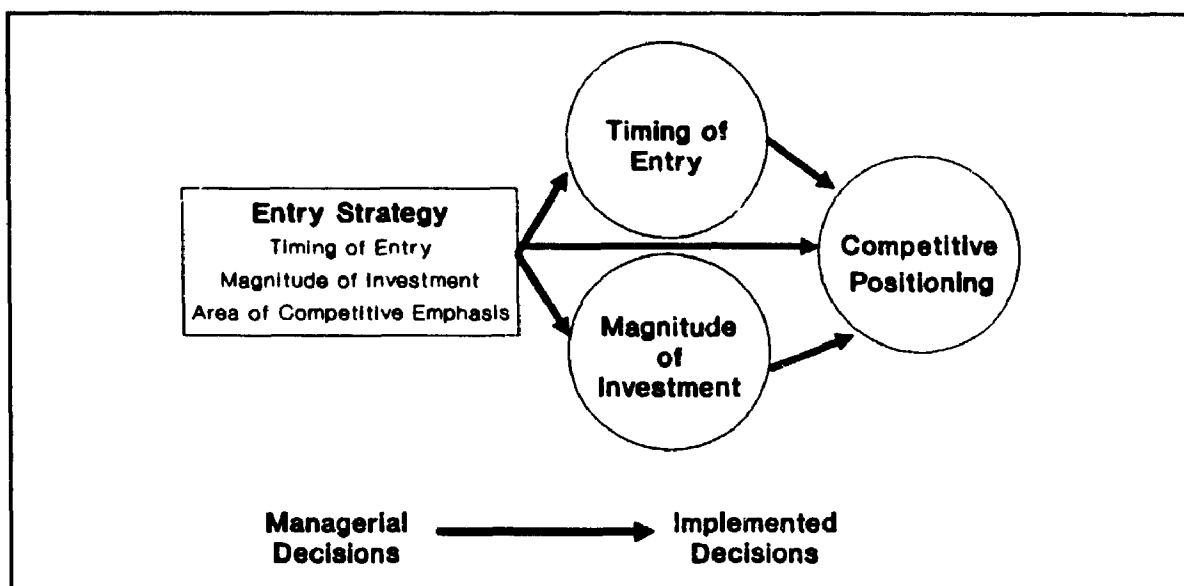 Entry Strategy
Timing of Entry
Magnitude of Investment
Area of Competitive Emphasis
Timing of
Entry
Magnitude
of
Investment
Competitive
Positioning
Managerial
Decisions
Implemented
Decisions